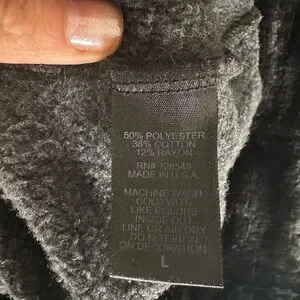 50% POLYESTER
38% COTTON
12% RAYON
RN# 128549
MADE IN U.S.A.
MACHINE WASH
COLD WITH
LIKE COLORS
INSIDE OUT
LINE OR AIR DRY
DO NOT IRON
ON DECORATION
L